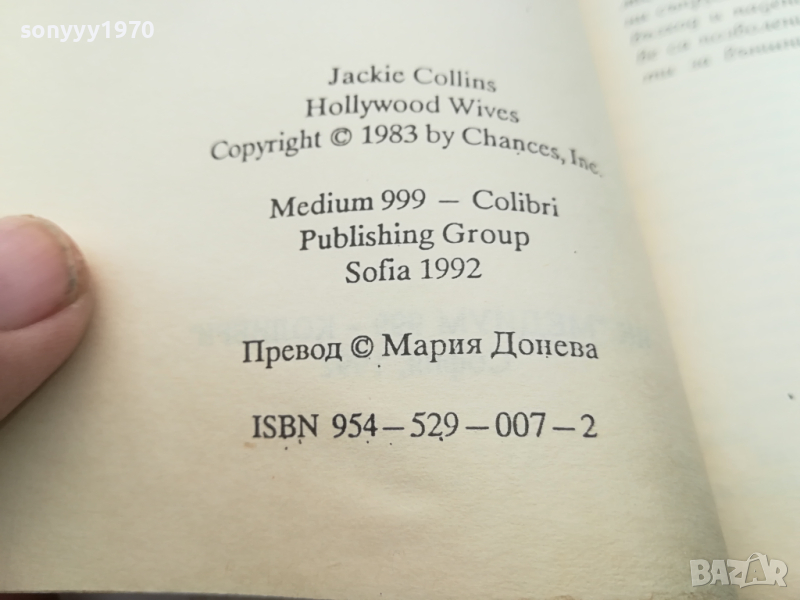 sonyyy1970
Jackie Collins
Hollywood Wives
Copyright © 1983 by Chances, Inc.
Medium 999 — Colibri
Publishing Group
Sofia 1992
Превод © Мария Донева
ISBN 954—529—007—2
BAZAR